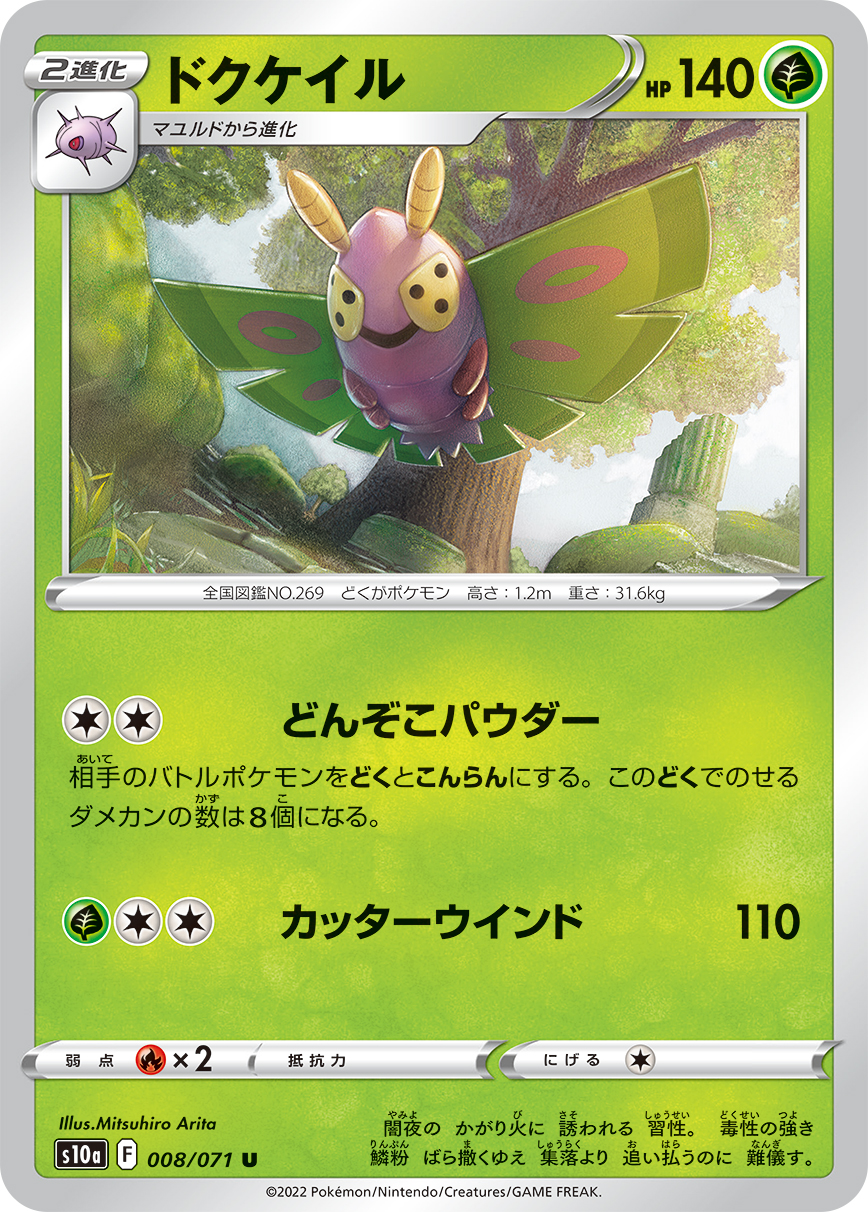 2進化
ドクケイル
HP 140
マユルドから進化
全国図鑑NO.269 どくがポケモン 高さ:1.2m 重さ:31.6kg
どんぞこパウダー
相手のバトルポケモンをどくとこんらんにする。このどくでのせる
ダメカンの数は8個になる。
カッターウインド 110
弱点 ×2 抵抗力 にげる
Illus.Mitsuhiro Arita
s10a F 008/071 U
闇夜の かがり火に 誘われる 習性。 毒性の強き
鱗粉 ばら撒くゆえ 集落より 追い払うのに 難儀す。
©2022 Pokémon/Nintendo/Creatures/GAME FREAK.